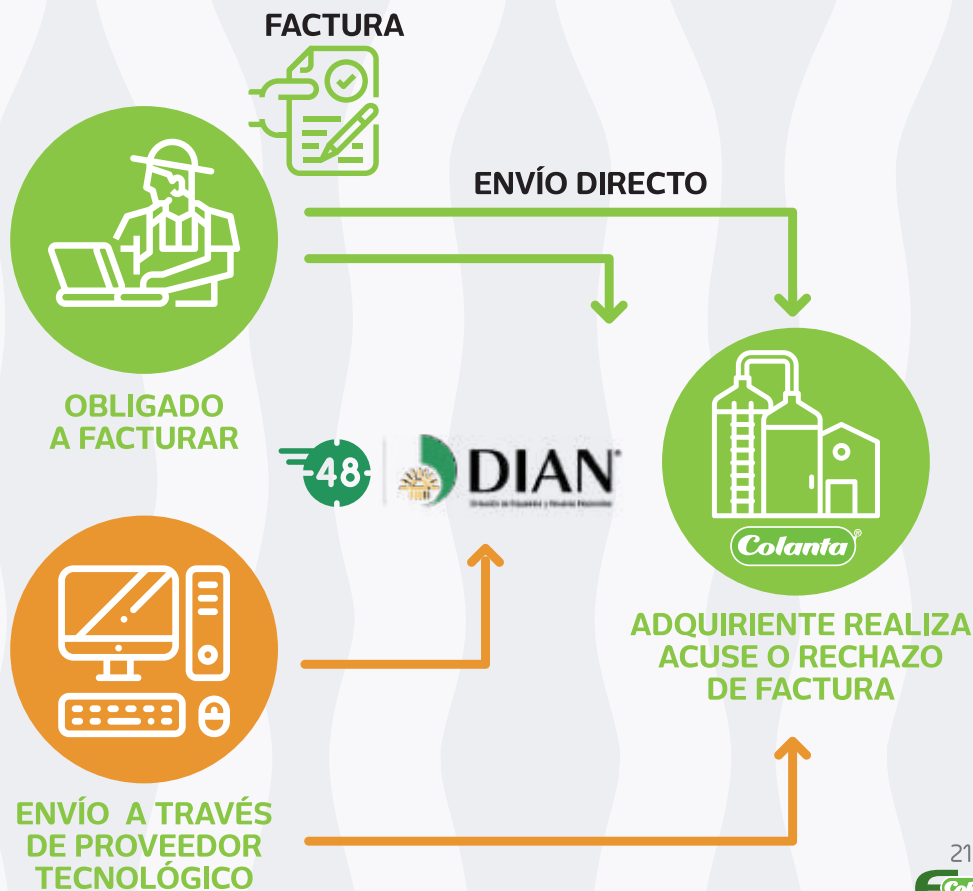 FACTURA
ENVÍO DIRECTO
OBLIGADO
A FACTURAR
48
DIAN
Colanta®
ADQUIRIENTE REALIZA
ACUSE O RECHAZO
DE FACTURA
ENVÍO A TRAVÉS
DE PROVEEDOR
TECNOLÓGICO
21